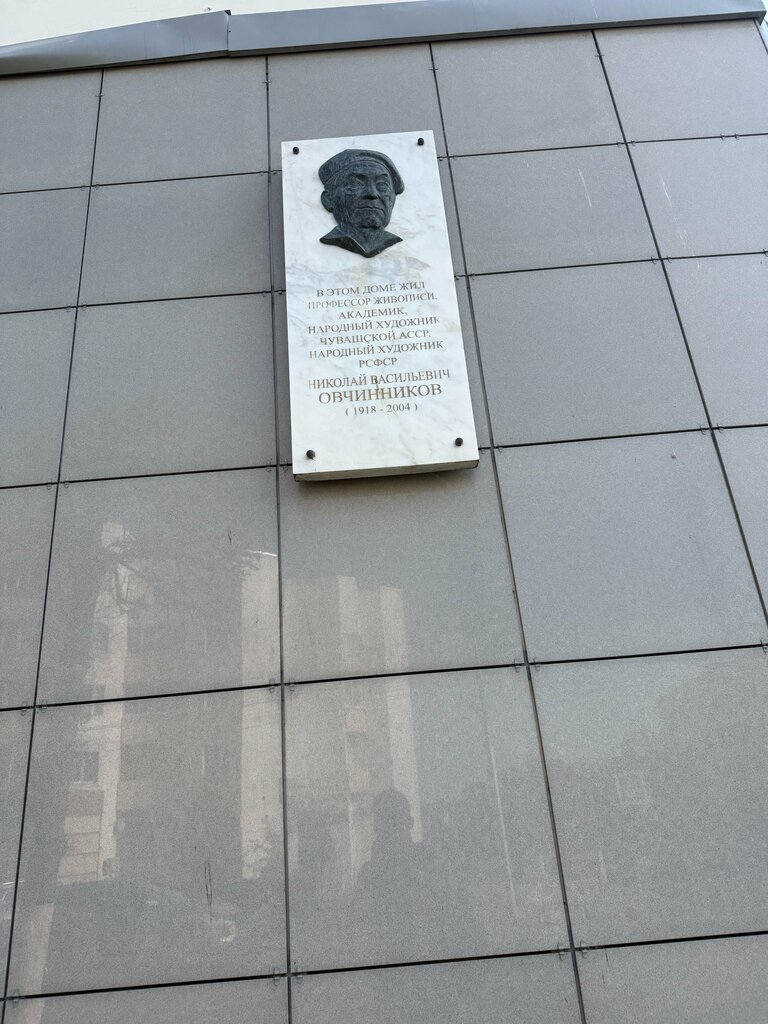 В ЭТОМ ДОМЕ ЖИЛ
ПРОФЕССОР ЖИВОПИСИ,
АКАДЕМИК,
НАРОДНЫЙ ХУДОЖНИК
ЧУВАШСКОЙ АССР,
НАРОДНЫЙ ХУДОЖНИК
РСФСР
НИКОЛАЙ ВАСИЛЬЕВИЧ
ОВЧИННИКОВ
( 1918 - 2004 )